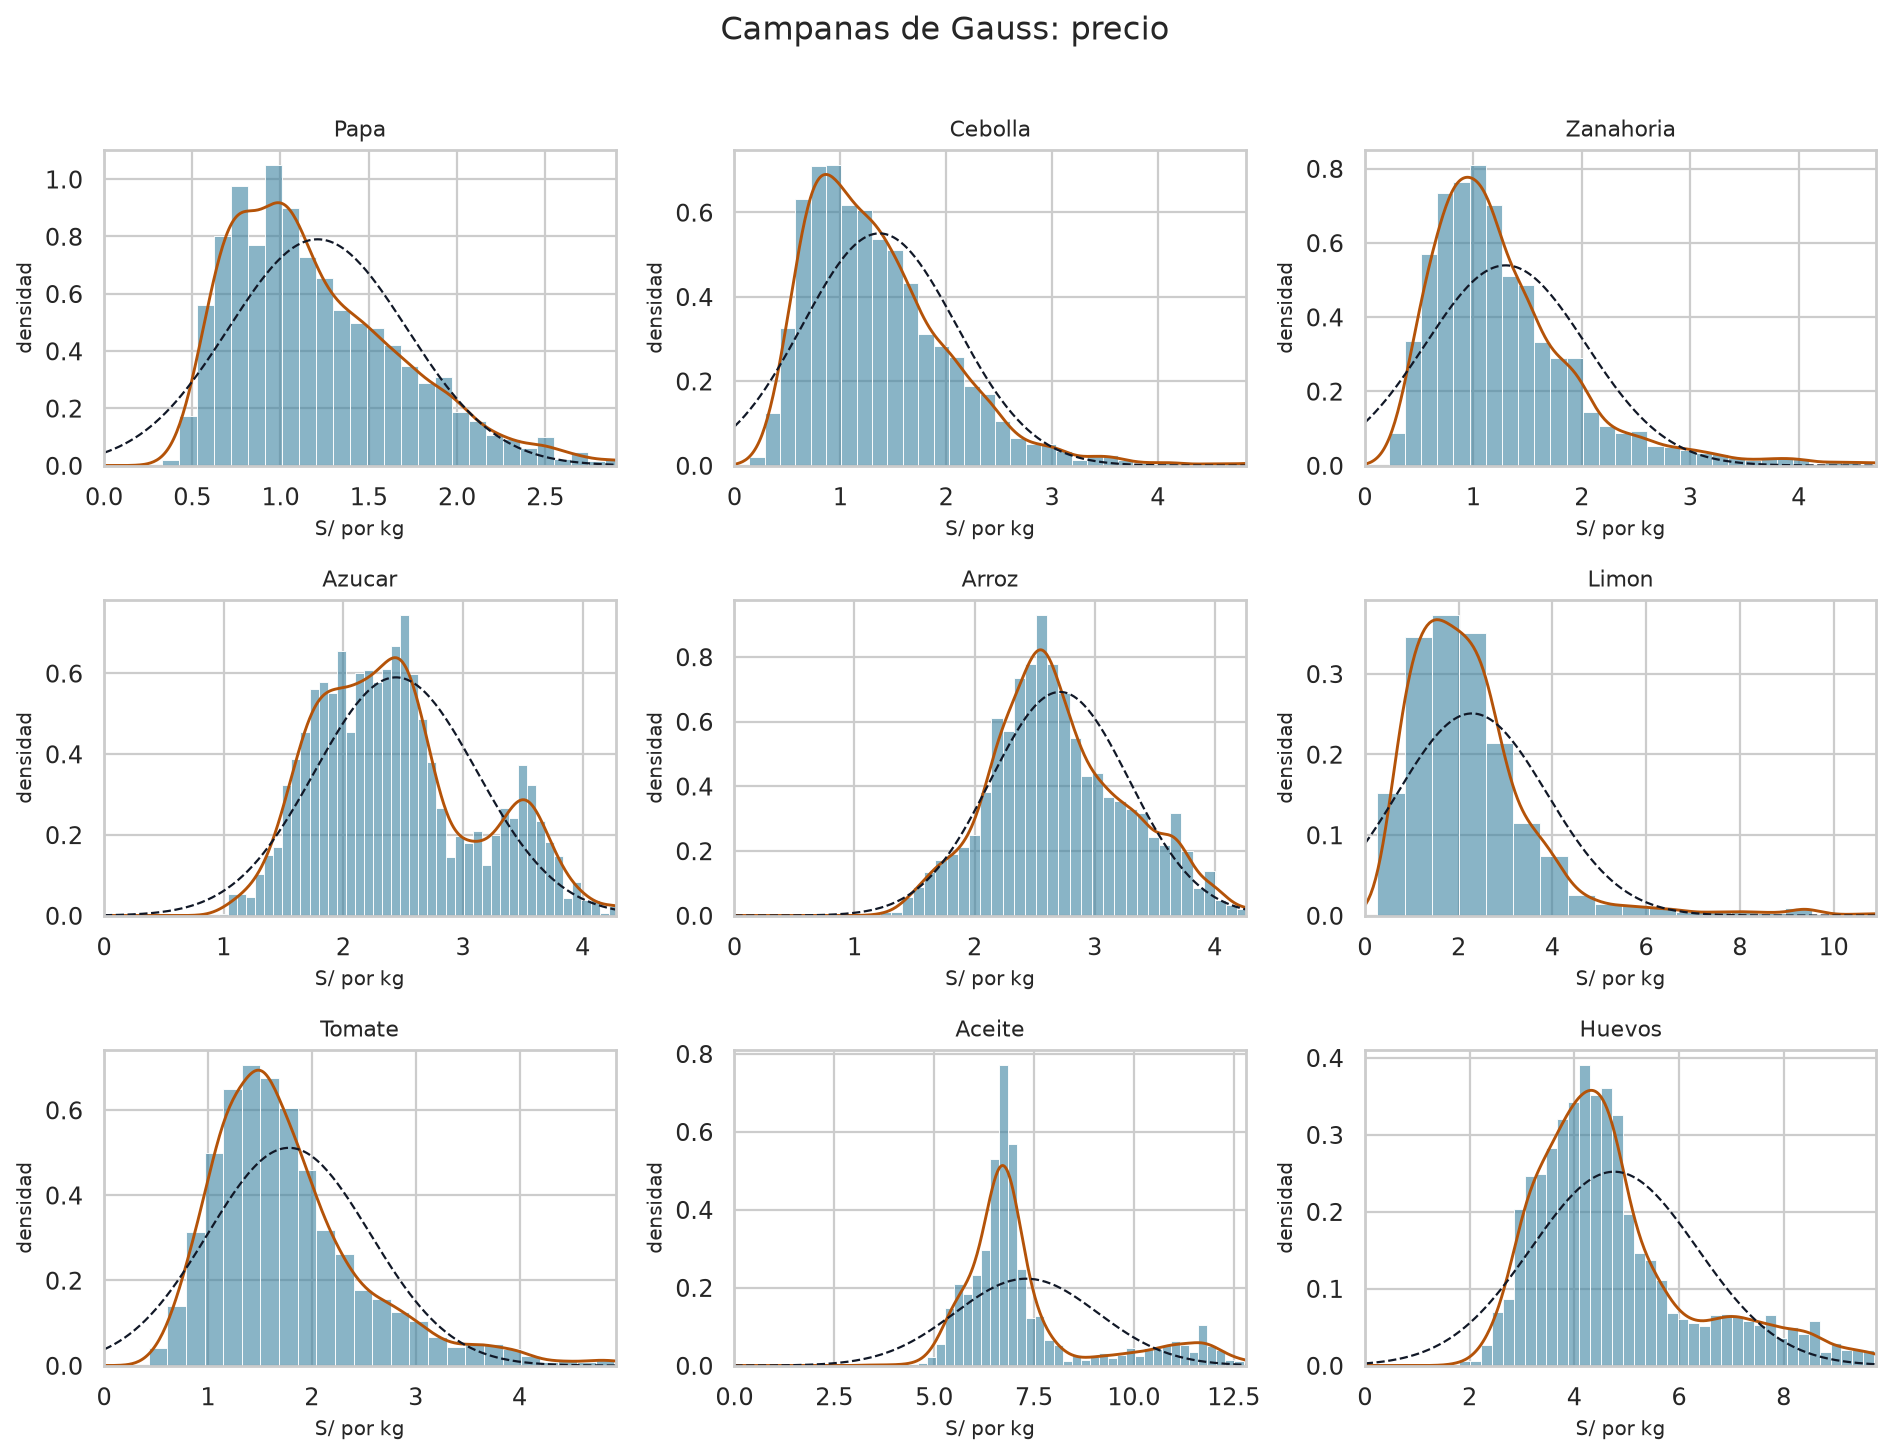 Campanas de Gauss: precio
Papa
Cebolla
Zanahoria
densidad
1.0
0.8
0.6
0.4
0.2
0.0
0.0 0.5 1.0 1.5 2.0 2.5
S/ por kg
densidad
0.6
0.4
0.2
0.0
0 1 2 3 4
S/ por kg
densidad
0.8
0.6
0.4
0.2
0.0
0 1 2 3 4
S/ por kg
Azucar
Arroz
Limon
densidad
0.6
0.4
0.2
0.0
0 1 2 3 4
S/ por kg
densidad
0.8
0.6
0.4
0.2
0.0
0 1 2 3 4
S/ por kg
densidad
0.3
0.2
0.1
0.0
0 2 4 6 8 10
S/ por kg
Tomate
Aceite
Huevos
densidad
0.6
0.4
0.2
0.0
0 1 2 3 4
S/ por kg
densidad
0.8
0.6
0.4
0.2
0.0
0.0 2.5 5.0 7.5 10.0 12.5
S/ por kg
densidad
0.4
0.3
0.2
0.1
0.0
0 2 4 6 8
S/ por kg